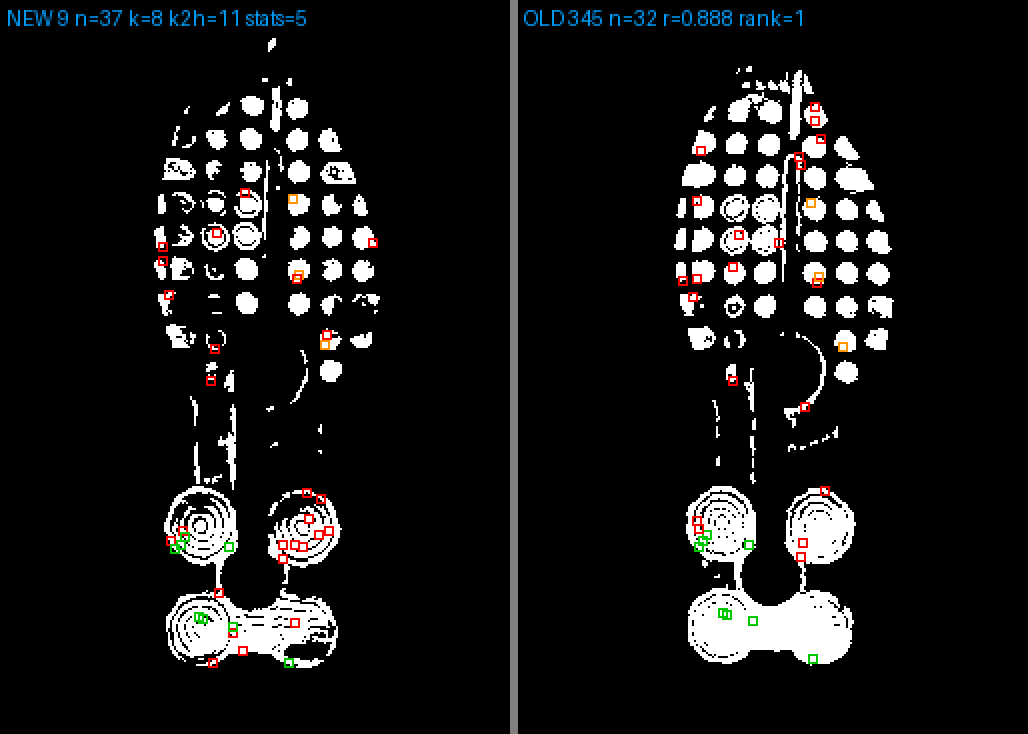 NEW 9 n=37 k=8 k2h=11 stats=5
OLD 345 n=32 r=0.888 rank=1